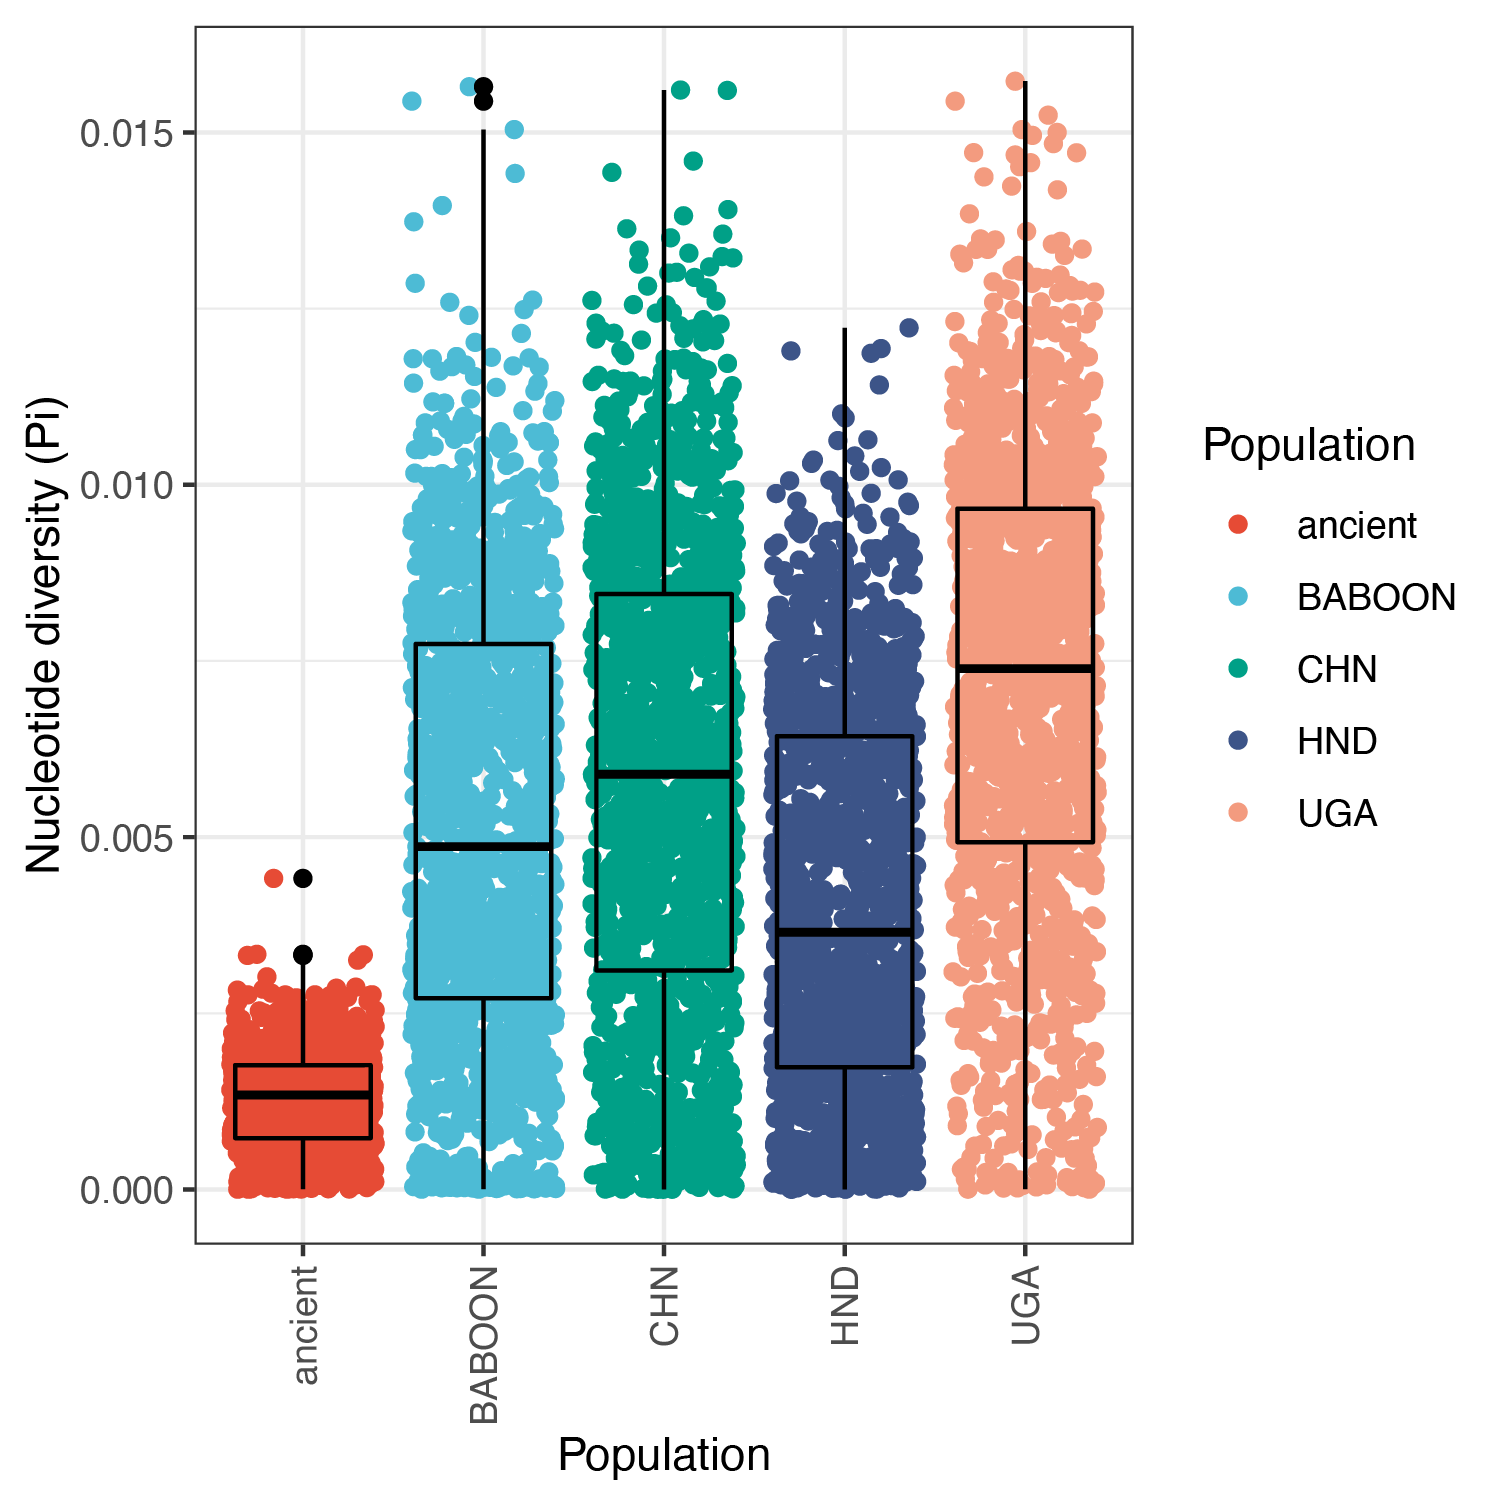 Nucleotide diversity (Pi)
0.015
0.010
0.005
0.000
ancient
BABOON
CHN
HND
UGA
Population
Population
ancient
BABOON
CHN
HND
UGA